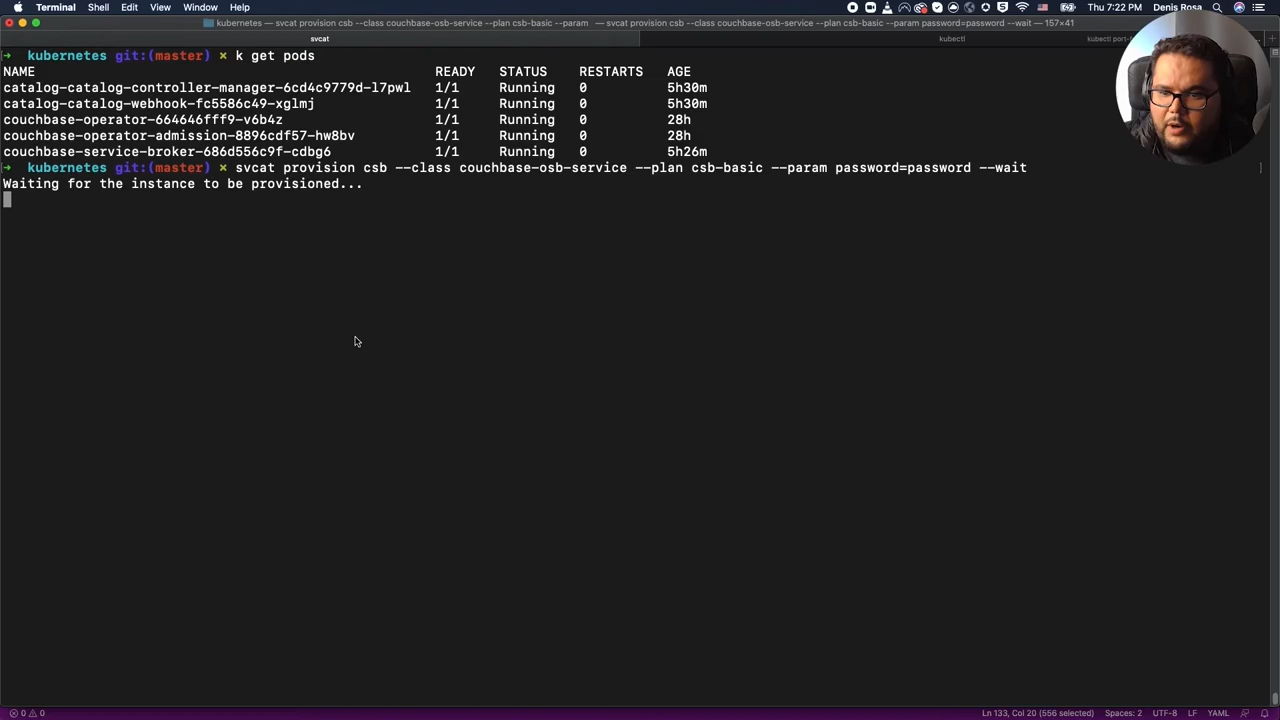 Terminal Shell Edit View Window Help Thu 7:22 PM Denis Rosa
kubernetes — svcat provision csb --class couchbase-osb-service --plan csb-basic --param — svcat provision csb --class couchbase-osb-service --plan csb-basic --param password=password --wait — 157×41
svcat kubectl kubectl port-f
→ kubernetes git:(master) × k get pods
NAME READY STATUS RESTARTS AGE
catalog-catalog-controller-manager-6cd4c9779d-l7pwl 1/1 Running 0 5h30m
catalog-catalog-webhook-fc5586c49-xglmj 1/1 Running 0 5h30m
couchbase-operator-664646fff9-v6b4z 1/1 Running 0 28h
couchbase-operator-admission-8896cdf57-hw8bv 1/1 Running 0 28h
couchbase-service-broker-686d556c9f-cdbg6 1/1 Running 0 5h26m
→ kubernetes git:(master) × svcat provision csb --class couchbase-osb-service --plan csb-basic --param password=password --wait ]
Waiting for the instance to be provisioned...
0 0 Ln 133, Col 20 (556 selected) Spaces: 2 UTF-8 LF YAML